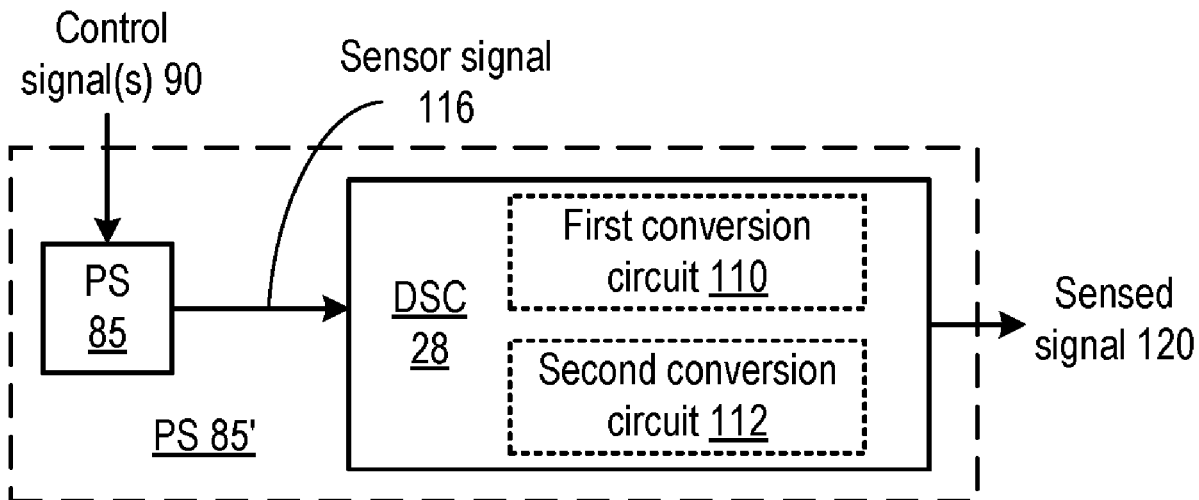 Control
signal(s) 90
Sensor signal
116
PS
85
DSC
28
First conversion
circuit 110
Second conversion
circuit 112
Sensed
signal 120
PS 85'